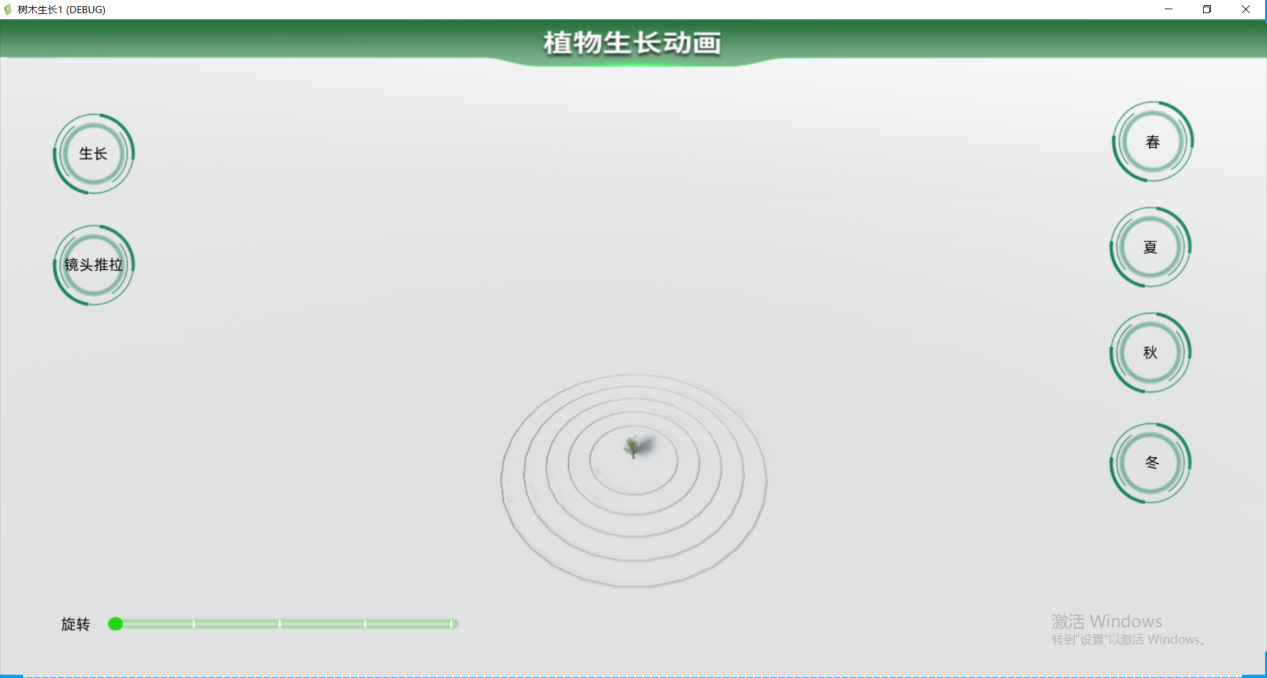 树木生长1 (DEBUG)
植物生长动画
生长
春
镜头推拉
夏
秋
冬
旋转
激活 Windows
转到"设置"以激活 Windows。